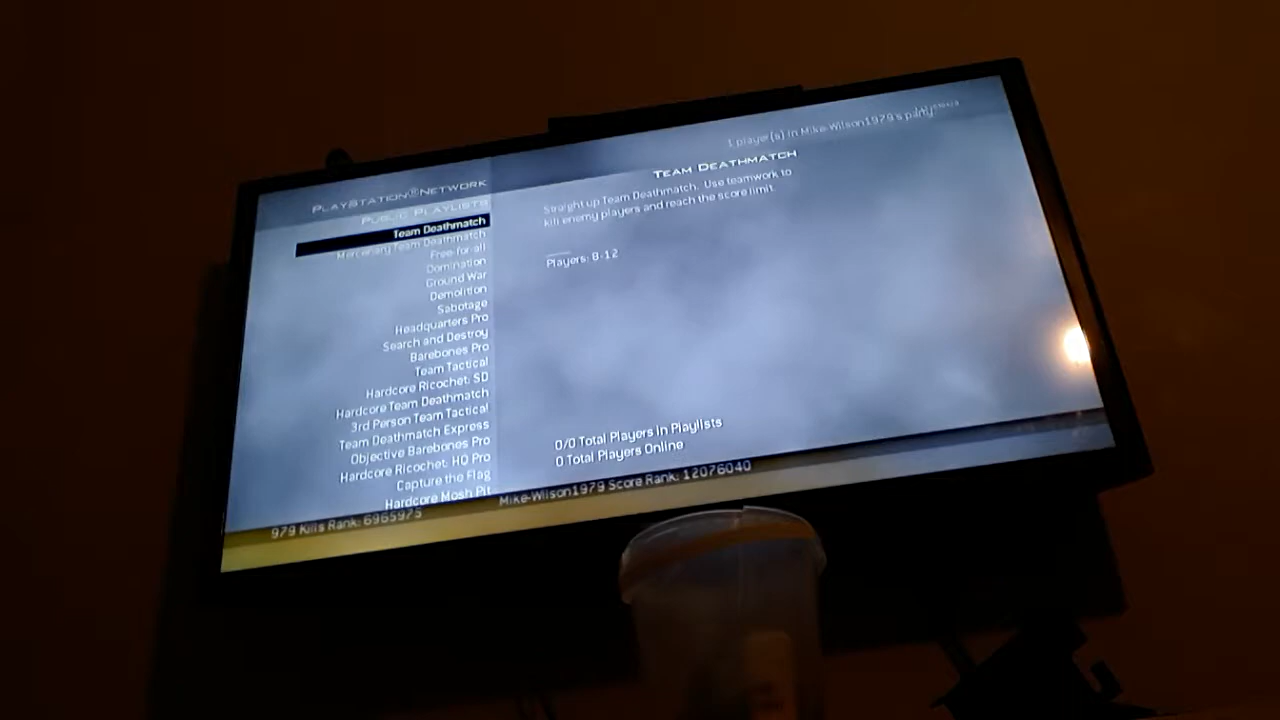 PLAYSTATION®NETWORK
PUBLIC PLAYLISTS
Team Deathmatch
Mercenary Team Deathmatch
Free-for-all
Domination
Ground War
Demolition
Sabotage
Headquarters Pro
Search and Destroy
Barebones Pro
Team Tactical
Hardcore Ricochet: SD
Hardcore Team Deathmatch
3rd Person Team Tactical
Team Deathmatch Express
Objective Barebones Pro
Hardcore Ricochet: HQ Pro
Capture the Flag
Hardcore Mosh Pit
1 player(s) in Mike-Wilson1979's party
TEAM DEATHMATCH
Straight up Team Deathmatch. Use teamwork to
kill enemy players and reach the score limit.
Players: 8-12
0/0 Total Players In Playlists
0 Total Players Online
979 Kills Rank: 6965975
Mike-Wilson1979 Score Rank: 12076040